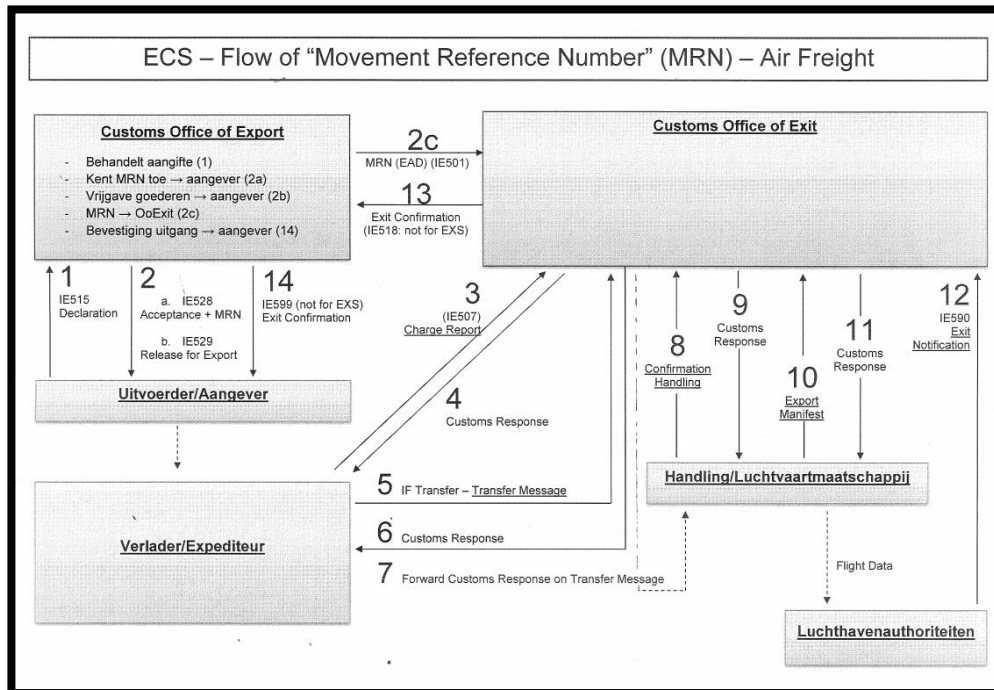 ECS – Flow of “Movement Reference Number” (MRN) – Air Freight
Customs Office of Export
- Behandelt aangifte (1)
- Kent MRN toe → aangever (2a)
- Vrijgave goederen → aangever (2b)
- MRN → OoExit (2c)
- Bevestiging uitgang → aangever (14)
2c
MRN (EAD) (IE501)
13
Exit Confirmation
(IE518: not for EXS)
Customs Office of Exit
1
IE515
Declaration
2
a. IE528
Acceptance + MRN
b. IE529
Release for Export
14
IE599 (not for EXS)
Exit Confirmation
3
(IE507)
Charge Report
4
Customs Response
8
Confirmation
Handling
9
Customs
Response
10
Export
Manifest
11
Customs
Response
12
IE590
Exit
Notification
Uitvoerder/Aangever
Handling/Luchtvaartmaatschappij
5 IF Transfer – Transfer Message
Verlader/Expediteur
6 Customs Response
7 Forward Customs Response on Transfer Message
Flight Data
Luchthavenauthoriteiten